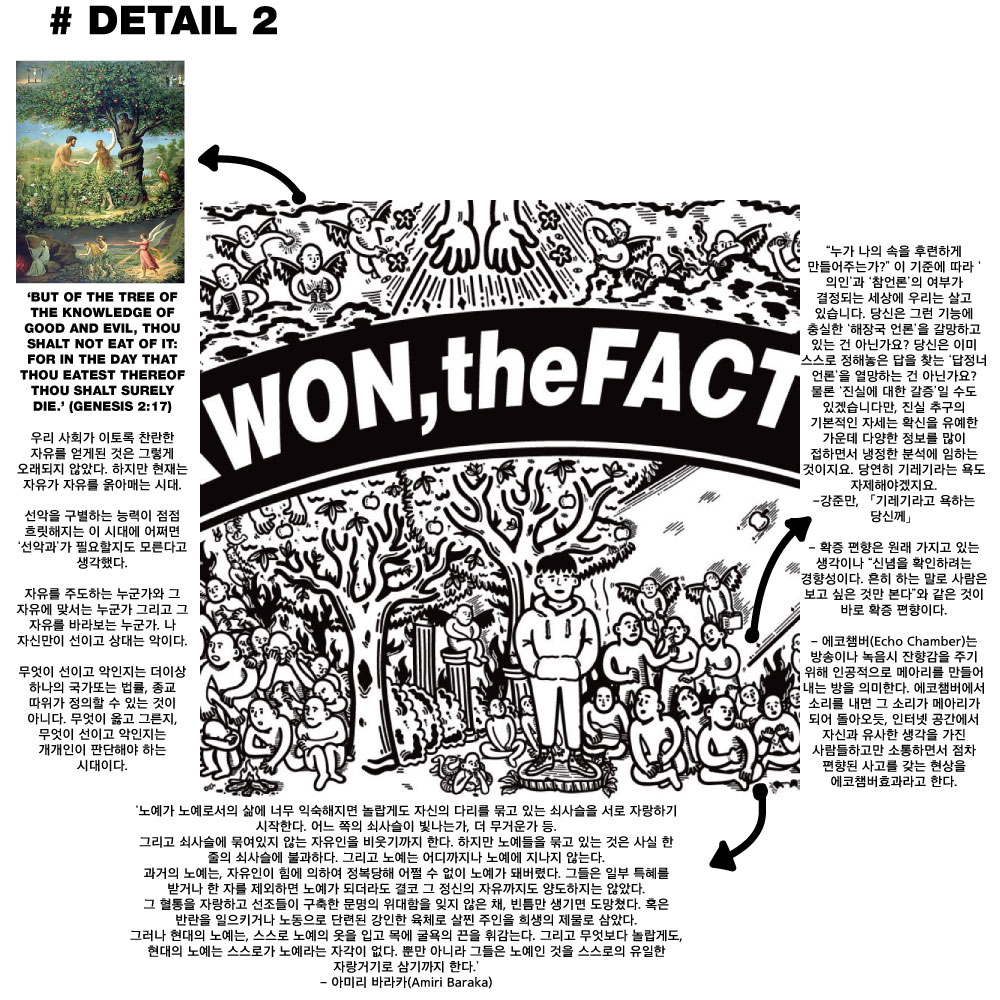 # DETAIL 2
'BUT OF THE TREE OF
THE KNOWLEDGE OF
GOOD AND EVIL, THOU
SHALT NOT EAT OF IT:
FOR IN THE DAY THAT
THOU EATEST THEREOF
THOU SHALT SURELY
DIE.' (GENESIS 2:17)
우리 사회가 이토록 찬란한
자유를 얻게된 것은 그렇게
오래되지 않았다. 하지만 현재는
자유가 자유를 옭아매는 시대.
선악을 구별하는 능력이 점점
흐릿해지는 이 시대에 어쩌면
'선악과'가 필요할지도 모른다고
생각했다.
자유를 주도하는 누군가와 그
자유에 맞서는 누군가 그리고 그
자유를 바라보는 누군가. 나
자신만이 선이고 상대는 악이다.
무엇이 선이고 악인지는 더이상
하나의 국가또는 법률, 종교
따위가 정의할 수 있는 것이
아니다. 무엇이 옳고 그른지,
무엇이 선이고 악인지는
개개인이 판단해야 하는
시대이다.
WON,theFACT
"누가 나의 속을 후련하게
만들어주는가?" 이 기준에 따라 '
의인'과 '참언론'의 여부가
결정되는 세상에 우리는 살고
있습니다. 당신은 그런 기능에
충실한 '해장국 언론'을 갈망하고
있는 건 아닌가요? 당신은 이미
스스로 정해놓은 답을 찾는 '답정너
언론'을 열망하는 건 아닌가요?
물론 '진실에 대한 갈증'일 수도
있겠습니다만, 진실 추구의
기본적인 자세는 확신을 유예한
가운데 다양한 정보를 많이
접하면서 냉정한 분석에 임하는
것이지요. 당연히 기레기라는 욕도
자제해야겠지요.
-강준만, 「기레기라고 욕하는
당신께」
- 확증 편향은 원래 가지고 있는
생각이나 "신념을 확인하려는
경향성이다. 흔히 하는 말로 사람은
보고 싶은 것만 본다"와 같은 것이
바로 확증 편향이다.
- 에코챔버(Echo Chamber)는
방송이나 녹음시 잔향감을 주기
위해 인공적으로 메아리를 만들어
내는 방을 의미한다. 에코챔버에서
소리를 내면 그 소리가 메아리가
되어 돌아오듯, 인터넷 공간에서
자신과 유사한 생각을 가진
사람들하고만 소통하면서 점차
편향된 사고를 갖는 현상을
에코챔버효과라고 한다.
'노예가 노예로서의 삶에 너무 익숙해지면 놀랍게도 자신의 다리를 묶고 있는 쇠사슬을 서로 자랑하기
시작한다. 어느 쪽의 쇠사슬이 빛나는가, 더 무거운가 등.
그리고 쇠사슬에 묶여있지 않는 자유인을 비웃기까지 한다. 하지만 노예들을 묶고 있는 것은 사실 한
줄의 쇠사슬에 불과하다. 그리고 노예는 어디까지나 노예에 지나지 않는다.
과거의 노예는, 자유인이 힘에 의하여 정복당해 어쩔 수 없이 노예가 돼버렸다. 그들은 일부 특혜를
받거나 한 자를 제외하면 노예가 되더라도 결코 그 정신의 자유까지도 양도하지는 않았다.
그 혈통을 자랑하고 선조들이 구축한 문명의 위대함을 잊지 않은 채, 빈틈만 생기면 도망쳤다. 혹은
반란을 일으키거나 노동으로 단련된 강인한 육체로 살찐 주인을 희생의 제물로 삼았다.
그러나 현대의 노예는, 스스로 노예의 옷을 입고 목에 굴욕의 끈을 휘감는다. 그리고 무엇보다 놀랍게도,
현대의 노예는 스스로가 노예라는 자각이 없다. 뿐만 아니라 그들은 노예인 것을 스스로의 유일한
자랑거기로 삼기까지 한다.'
- 아미리 바라카(Amiri Baraka)